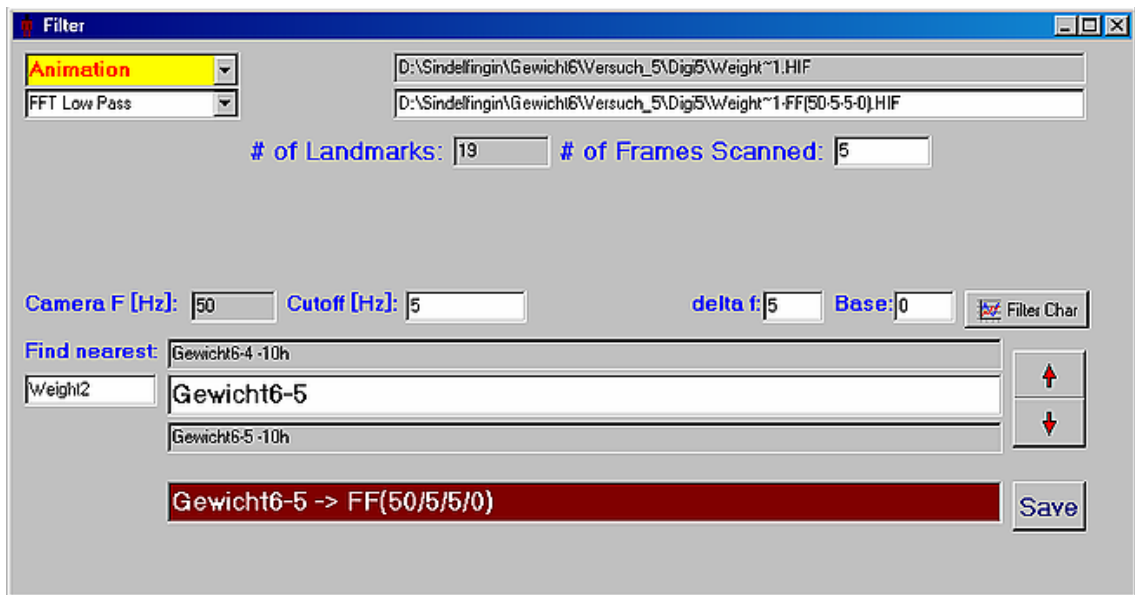 Filter
Animation
D:\Sindelfingin\Gewicht6\Versuch_5\Digi5\Weight~1.HIF
FFT Low Pass
D:\Sindelfingin\Gewicht6\Versuch_5\Digi5\Weight~1-FF(50-5-5-0).HIF
# of Landmarks: 19 # of Frames Scanned: 5
Camera F [Hz]: 50 Cutoff [Hz]: 5 delta f: 5 Base: 0 Filter Char
Find nearest: Gewicht6-4 -10h
Weight2 Gewicht6-5
Gewicht6-5 -10h
Gewicht6-5 -> FF(50/5/5/0) Save